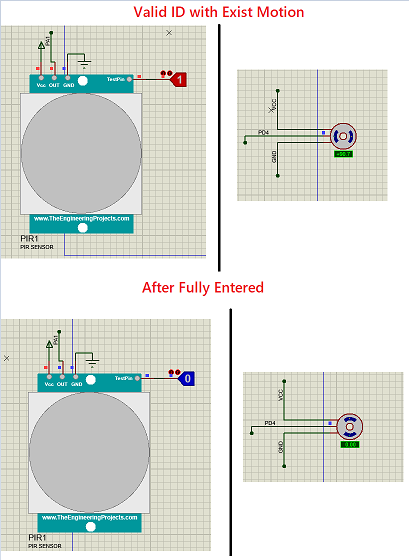 Valid ID with Exist Motion
PA1
Vcc OUT GND
TestPin
1
www.TheEngineeringProjects.com
PIR1
PIR SENSOR
VCC
PD4
GND
After Fully Entered
PA1
Vcc OUT GND
TestPin
0
www.TheEngineeringProjects.com
PIR1
PIR SENSOR
VCC
PD4
GND
0.00